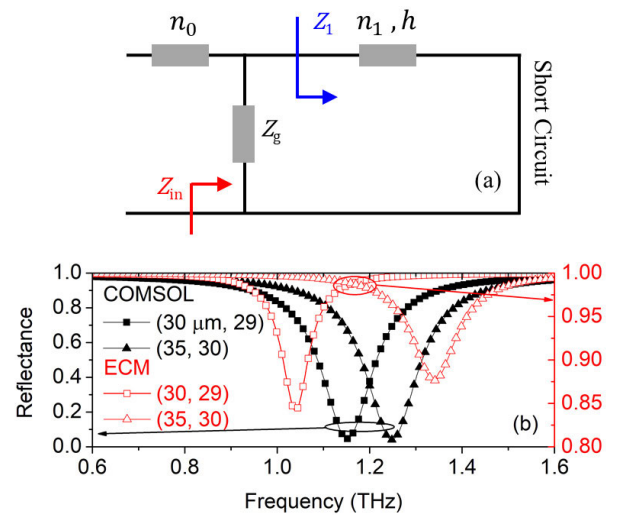 n₀
Z₁
n₁ , h
Short Circuit
Z_g
Z_in
(a)
1.0
0.8
0.6
0.4
0.2
0.0
Reflectance
COMSOL
(30 μm, 29)
(35, 30)
ECM
(30, 29)
(35, 30)
(b)
1.00
0.95
0.90
0.85
0.80
0.6 0.8 1.0 1.2 1.4 1.6
Frequency (THz)